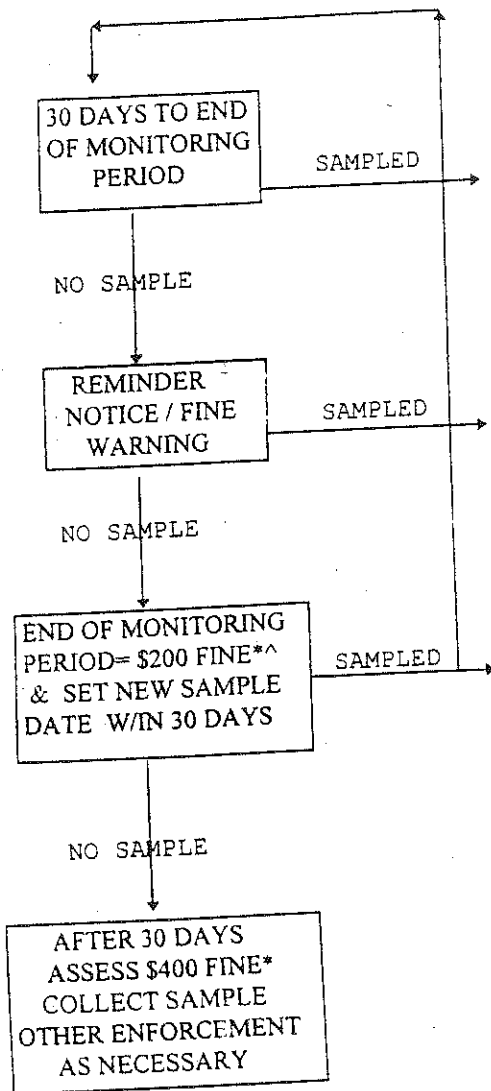 30 DAYS TO END
OF MONITORING
PERIOD
SAMPLED
NO SAMPLE
REMINDER
NOTICE / FINE
WARNING
SAMPLED
NO SAMPLE
END OF MONITORING
PERIOD= $200 FINE*^
& SET NEW SAMPLE
DATE W/IN 30 DAYS
SAMPLED
NO SAMPLE
AFTER 30 DAYS
ASSESS $400 FINE*
COLLECT SAMPLE
OTHER ENFORCEMENT
AS NECESSARY